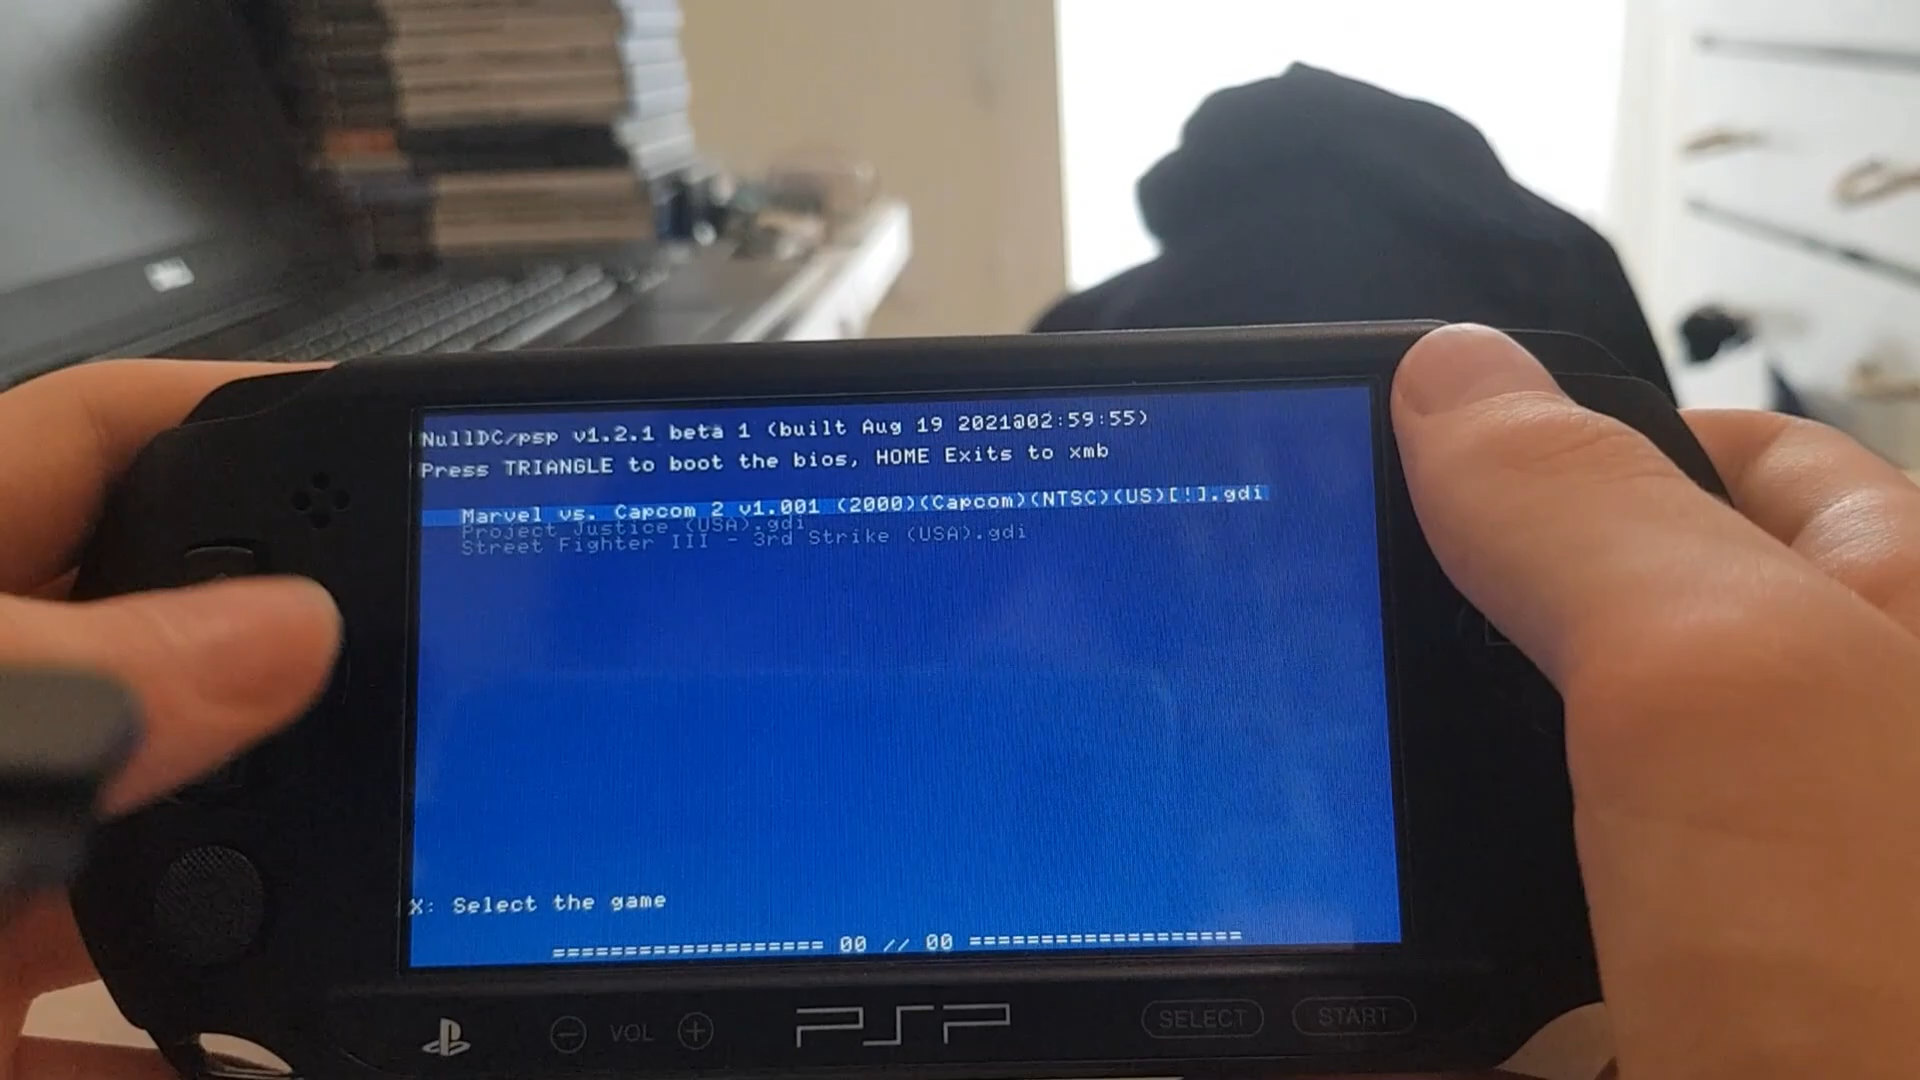 NullDC/psp v1.2.1 beta 1 (built Aug 19 2021@02:59:55)
Press TRIANGLE to boot the bios, HOME Exits to xmb
Marvel vs. Capcom 2 v1.001 (2000)(Capcom)(NTSC)(US)[!].gdi
Project Justice (USA).gdi
Street Fighter III - 3rd Strike (USA).gdi
X: Select the game
=================== 00 // 00 ===================
VOL
PSP
SELECT
START